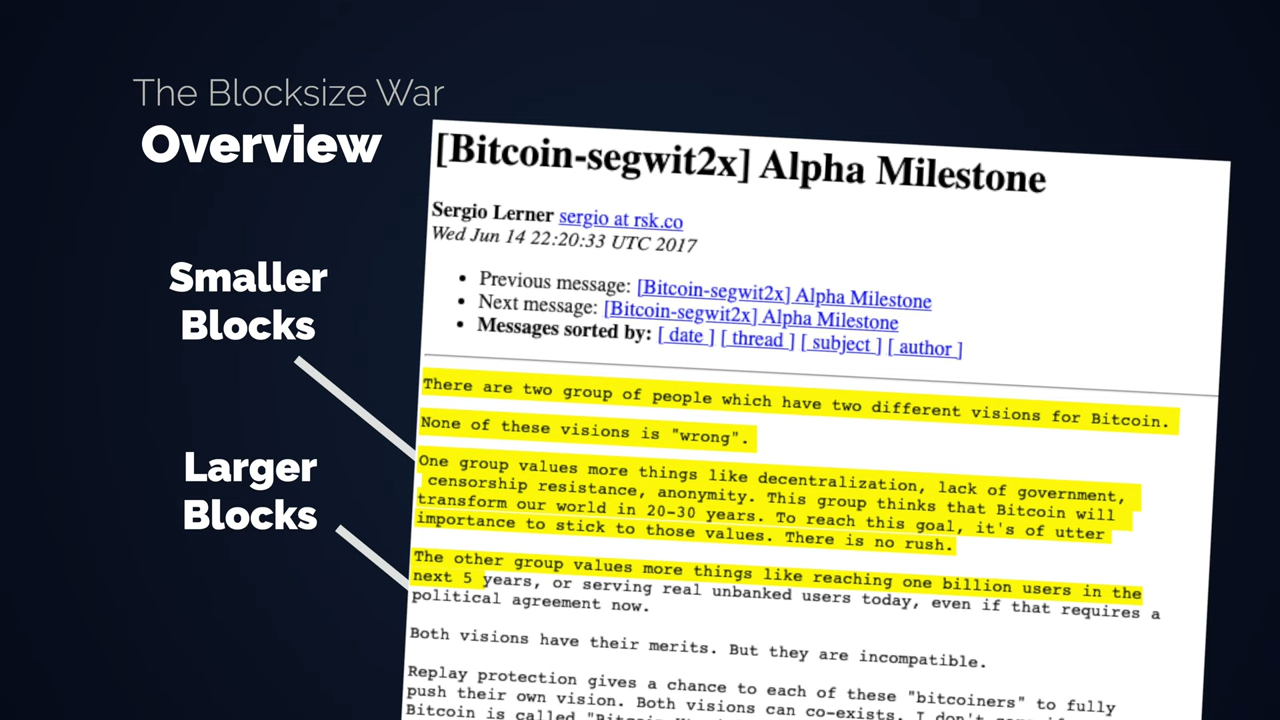 The Blocksize War
Overview
Smaller
Blocks
Larger
Blocks
[Bitcoin-segwit2x] Alpha Milestone
Sergio Lerner sergio at rsk.co
Wed Jun 14 22:20:33 UTC 2017
• Previous message: [Bitcoin-segwit2x] Alpha Milestone
• Next message: [Bitcoin-segwit2x] Alpha Milestone
• Messages sorted by: [ date ] [ thread ] [ subject ] [ author ]
There are two group of people which have two different visions for Bitcoin.
None of these visions is "wrong".
One group values more things like decentralization, lack of government,
censorship resistance, anonymity. This group thinks that Bitcoin will
transform our world in 20-30 years. To reach this goal, it's of utter
importance to stick to those values. There is no rush.
The other group values more things like reaching one billion users in the
next 5 years, or serving real unbanked users today, even if that requires a
political agreement now.
Both visions have their merits. But they are incompatible.
Replay protection gives a chance to each of these "bitcoiners" to fully
push their own vision. Both visions can co-exists. I don't
Bitcoin is called "Bitcoin